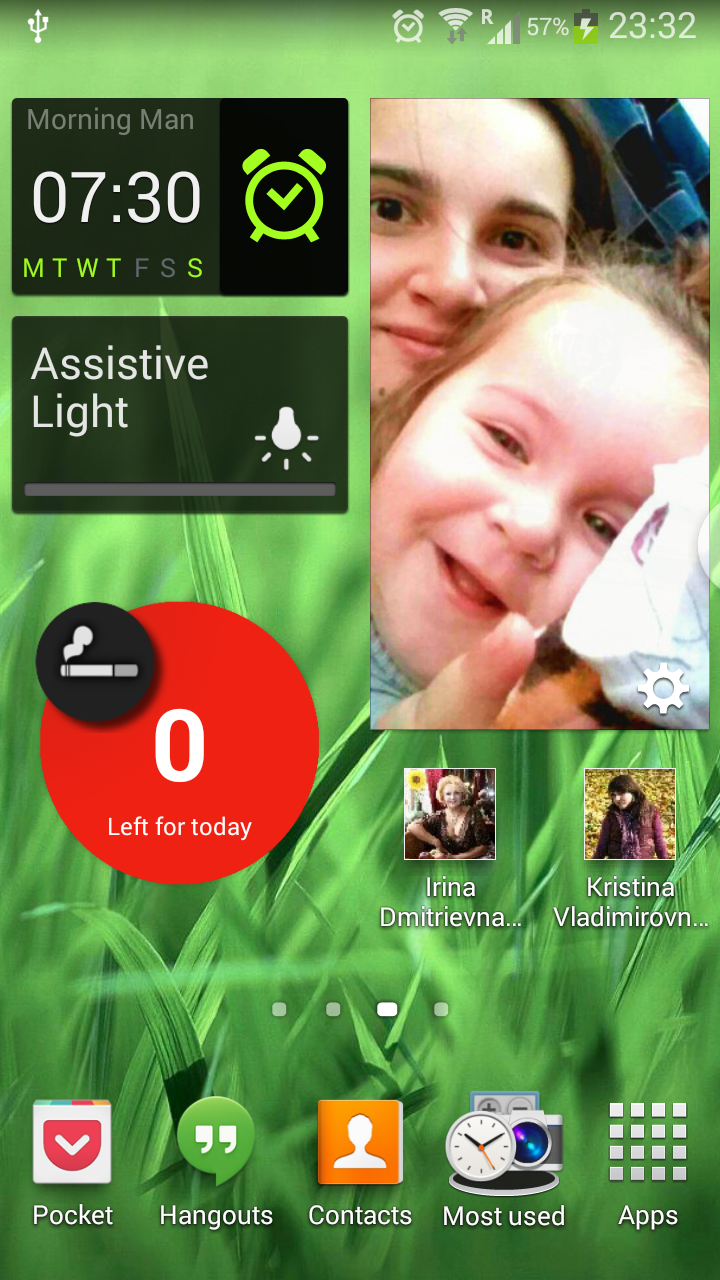 R 57% 23:32
Morning Man
07:30
M T W T F S S
Assistive
Light
0
Left for today
Irina
Dmitrievna...
Kristina
Vladimirovn...
Pocket
Hangouts
Contacts
Most used
Apps